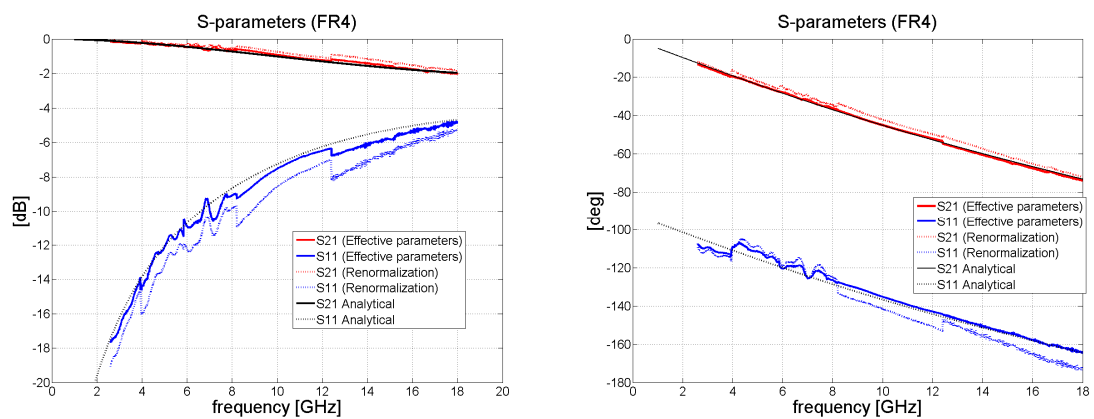 S-parameters (FR4)
0
-2
-4
-6
-8
-10
-12
-14
-16
-18
-20
[dB]
S21 (Effective parameters)
S11 (Effective parameters)
S21 (Renormalization)
S11 (Renormalization)
S21 Analytical
S11 Analytical
0 2 4 6 8 10 12 14 16 18 20
frequency [GHz]
S-parameters (FR4)
0
-20
-40
-60
-80
-100
-120
-140
-160
-180
[deg]
S21 (Effective parameters)
S11 (Effective parameters)
S21 (Renormalization)
S11 (Renormalization)
S21 Analytical
S11 Analytical
0 2 4 6 8 10 12 14 16 18
frequency [GHz]